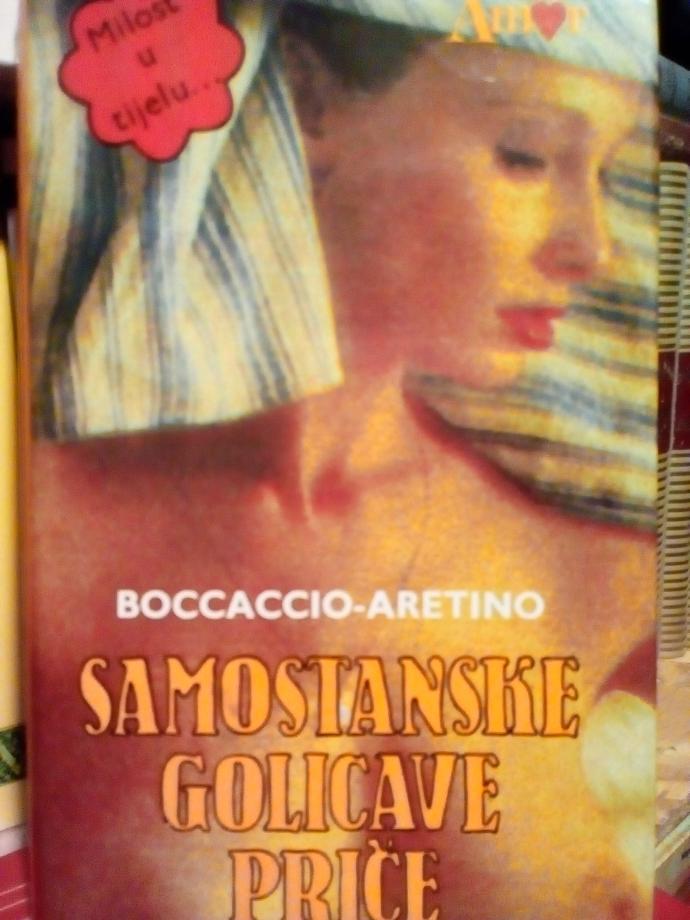 Milost
u
tijelu...
Amor
BOCCACCIO-ARETINO
SAMOSTANSKE
GOLICAVE
PRIČE